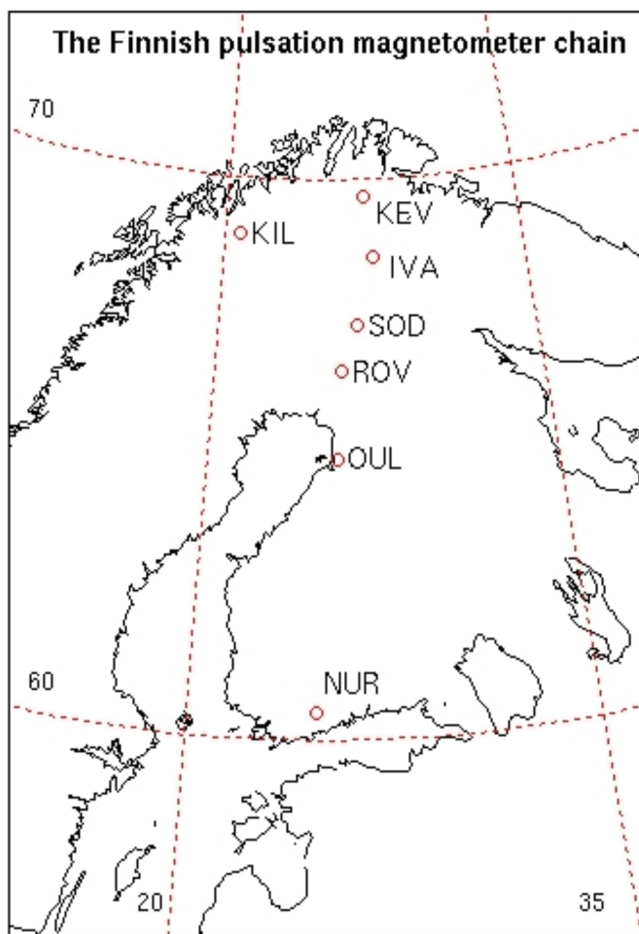 The Finnish pulsation magnetometer chain
70
KEV
KIL
IVA
SOD
ROV
OUL
60
NUR
20
35